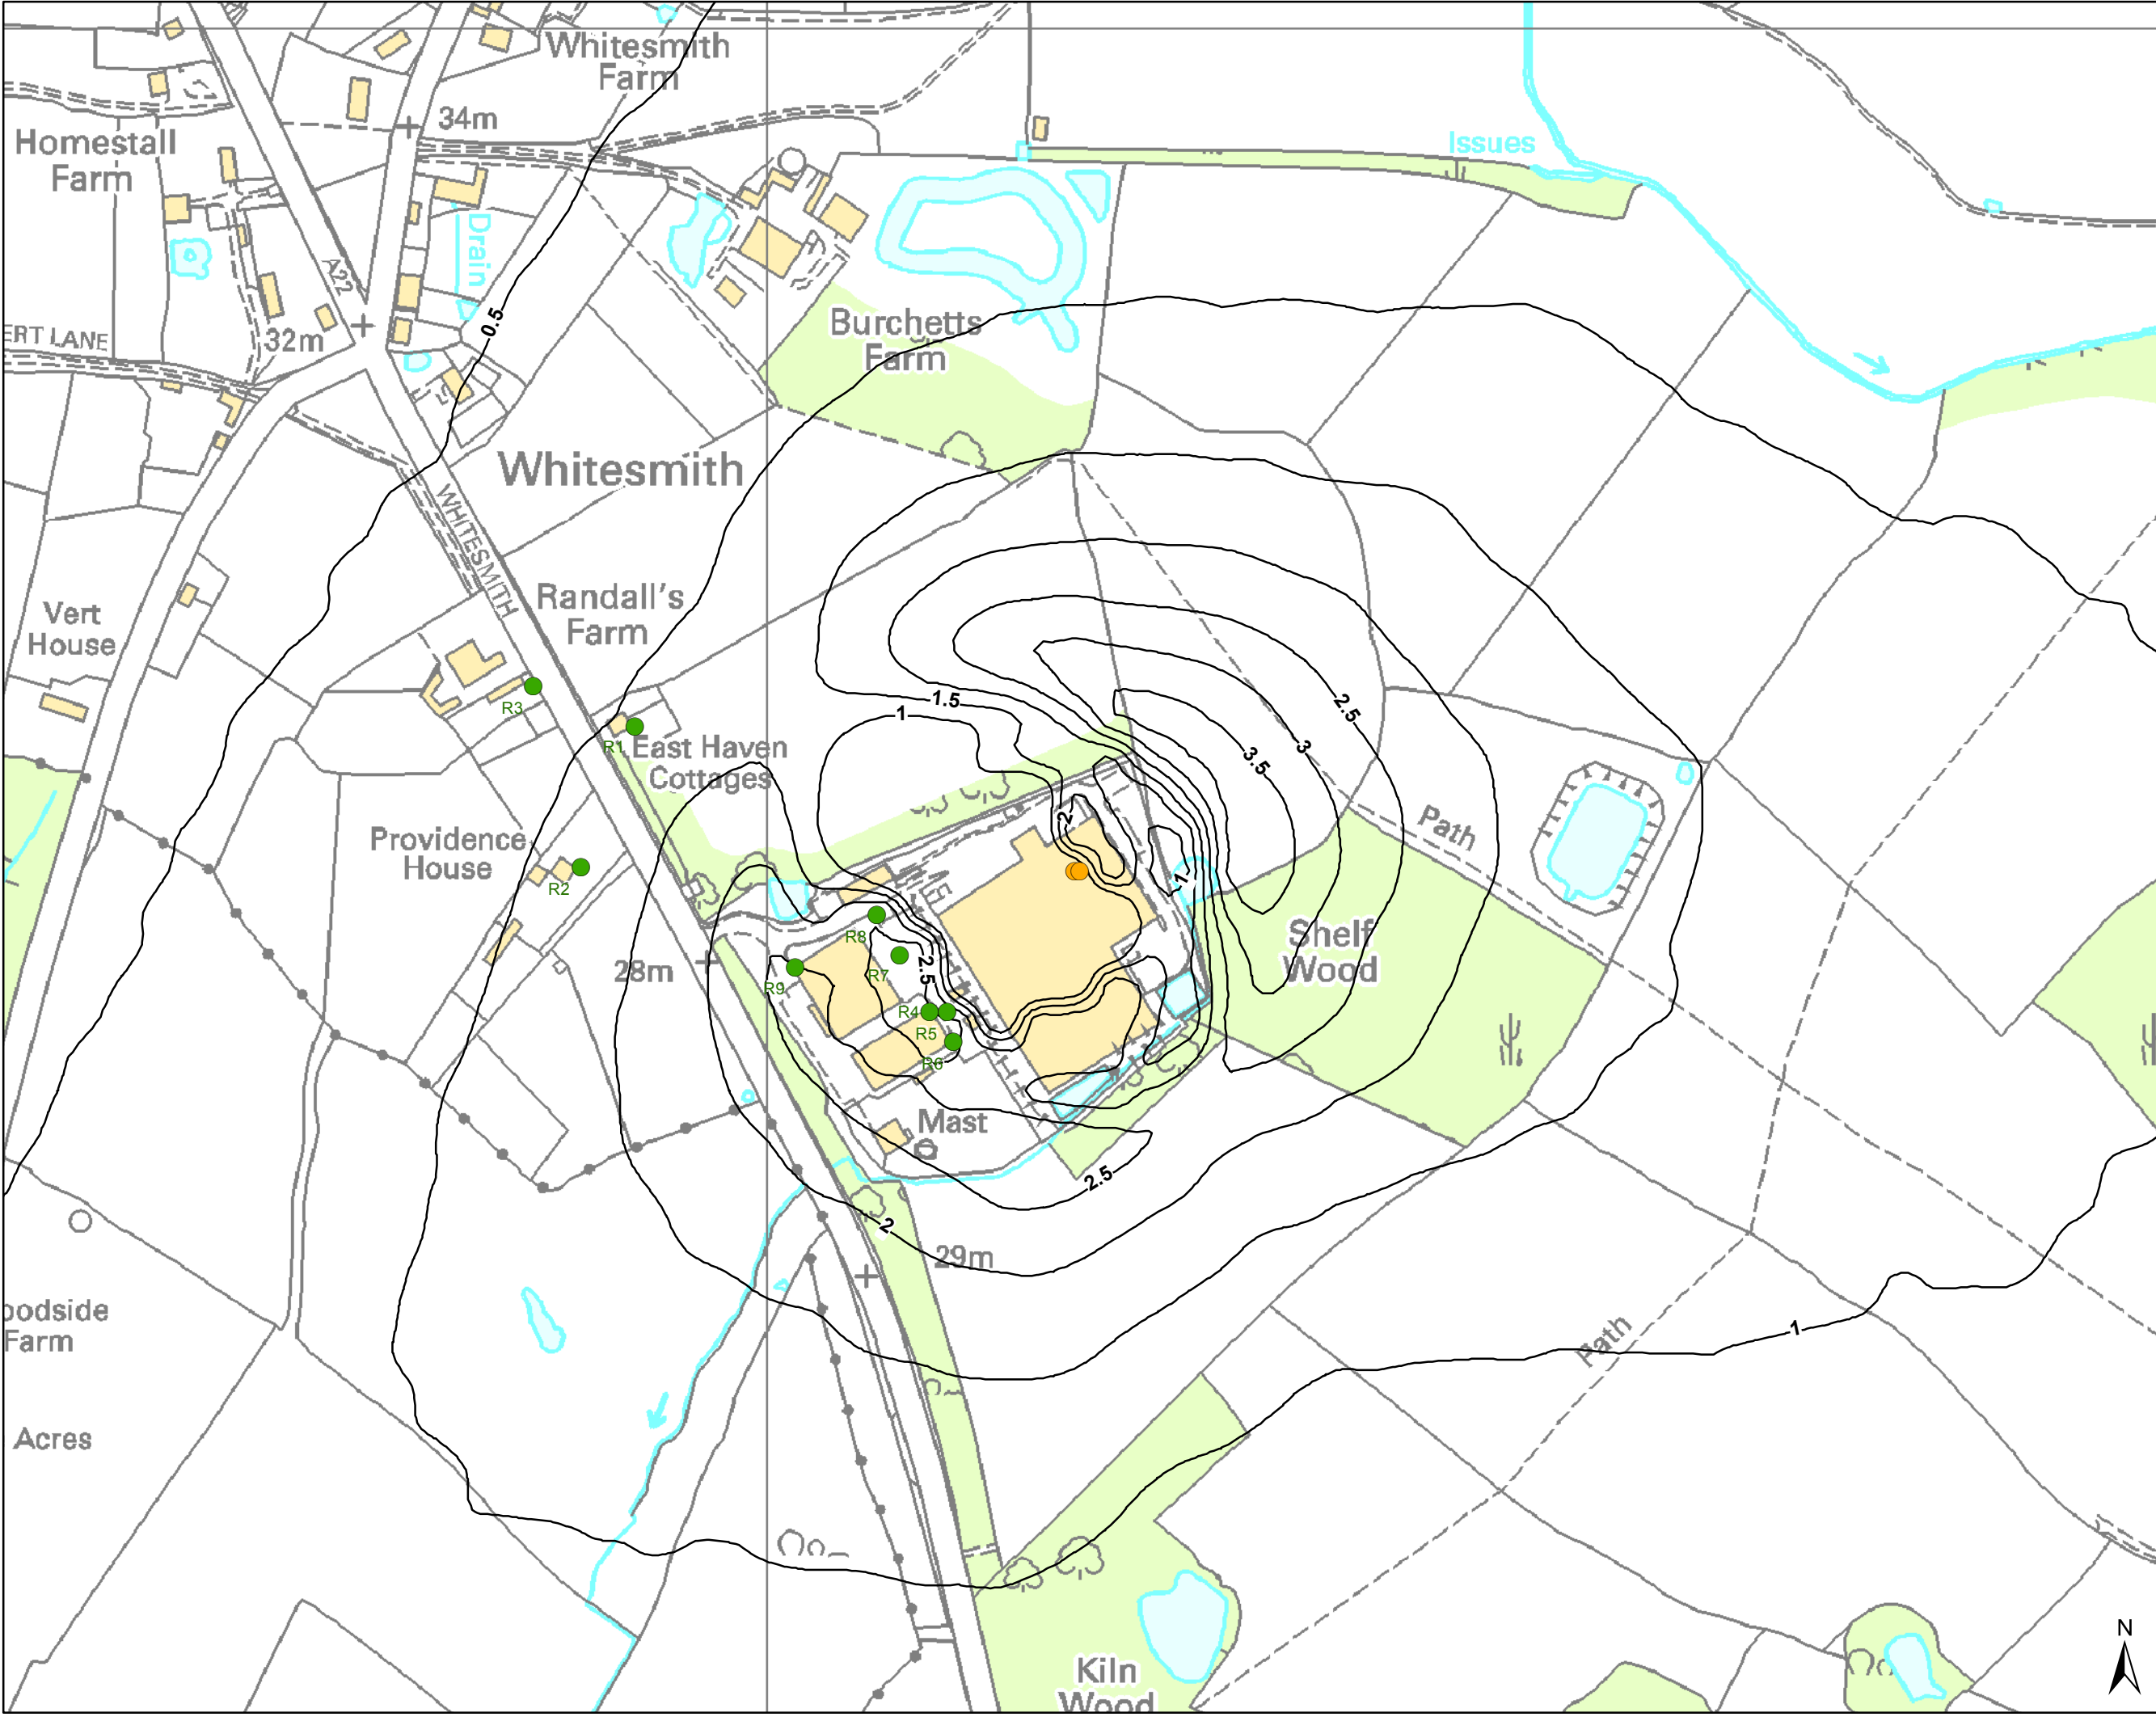 Whitesmith
Farm
34m
Homestall
Farm
Issues
Drain
A22
0.5
32m
ERT LANE
Burchetts
Farm
Whitesmith
WHITESMITH
Randall's
Farm
Vert
House
R3
R1
East Haven
Cottages
1.5
1
2.5
3
3.5
2
Path
Providence
House
R2
1
Shelf
Wood
R8
28m
R7
2.5
R9
R4
R5
R6
Mast
2.5
2
29m
oodside
Farm
1
Path
Acres
N
Kiln
Wood